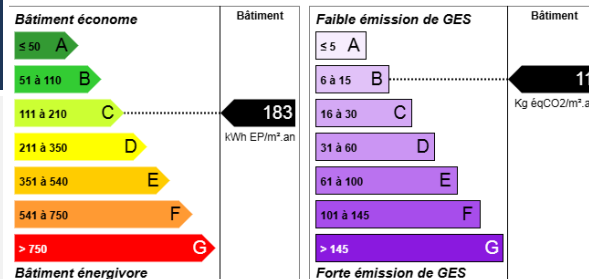 Bâtiment économe
Bâtiment
≤ 50 A
51 à 110 B
111 à 210 C
183
kWh EP/m².an
211 à 350 D
351 à 540 E
541 à 750 F
> 750 G
Bâtiment énergivore
Faible émission de GES
Bâtiment
≤ 5 A
6 à 15 B
11
Kg éqCO2/m².a
16 à 30 C
31 à 60 D
61 à 100 E
101 à 145 F
> 145 G
Forte émission de GES